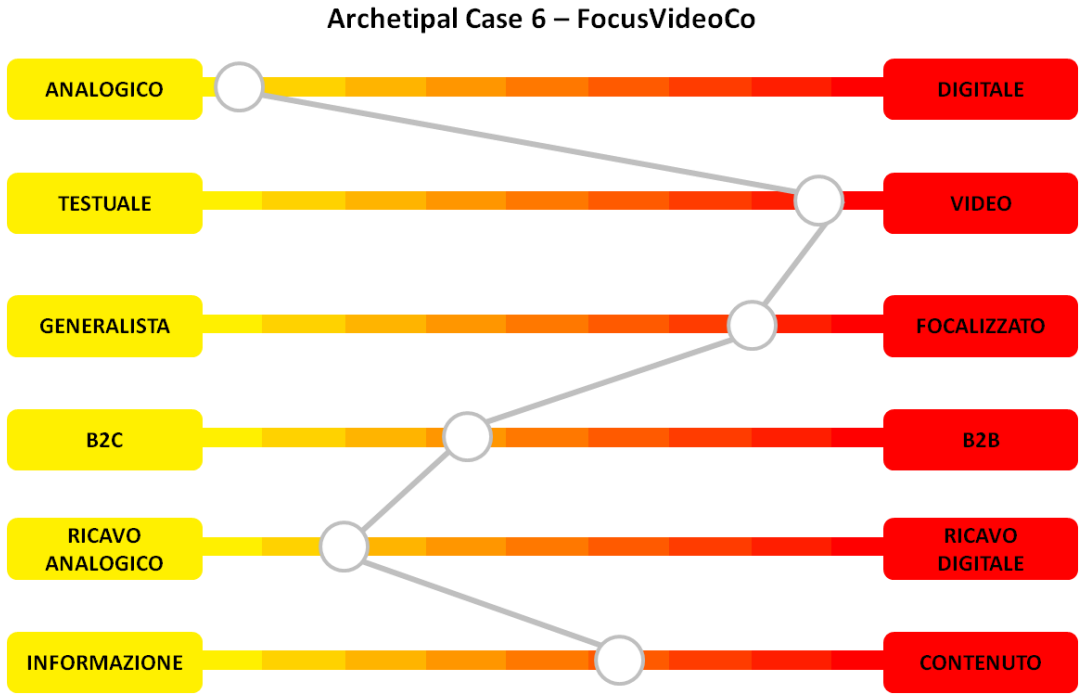 Archetipal Case 6 – FocusVideoCo
ANALOGICO
DIGITALE
TESTUALE
VIDEO
GENERALISTA
FOCALIZZATO
B2C
B2B
RICAVO
ANALOGICO
RICAVO
DIGITALE
INFORMAZIONE
CONTENUTO